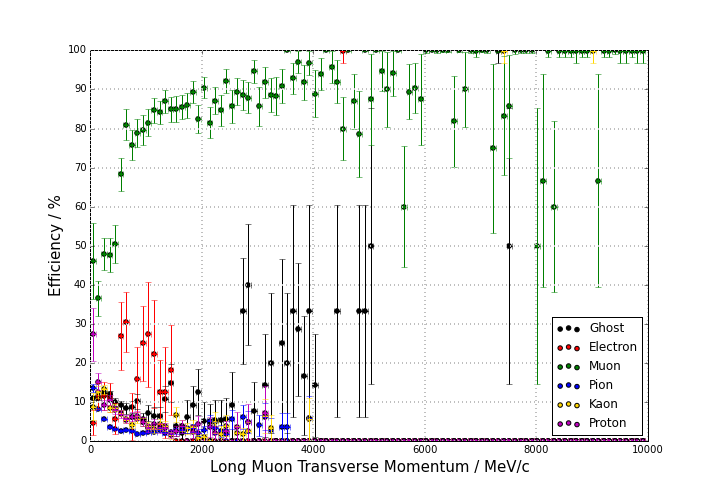 100
90
80
70
60
50
40
30
20
10
0
Efficiency / %
Ghost
Electron
Muon
Pion
Kaon
Proton
0 2000 4000 6000 8000 10000
Long Muon Transverse Momentum / MeV/c